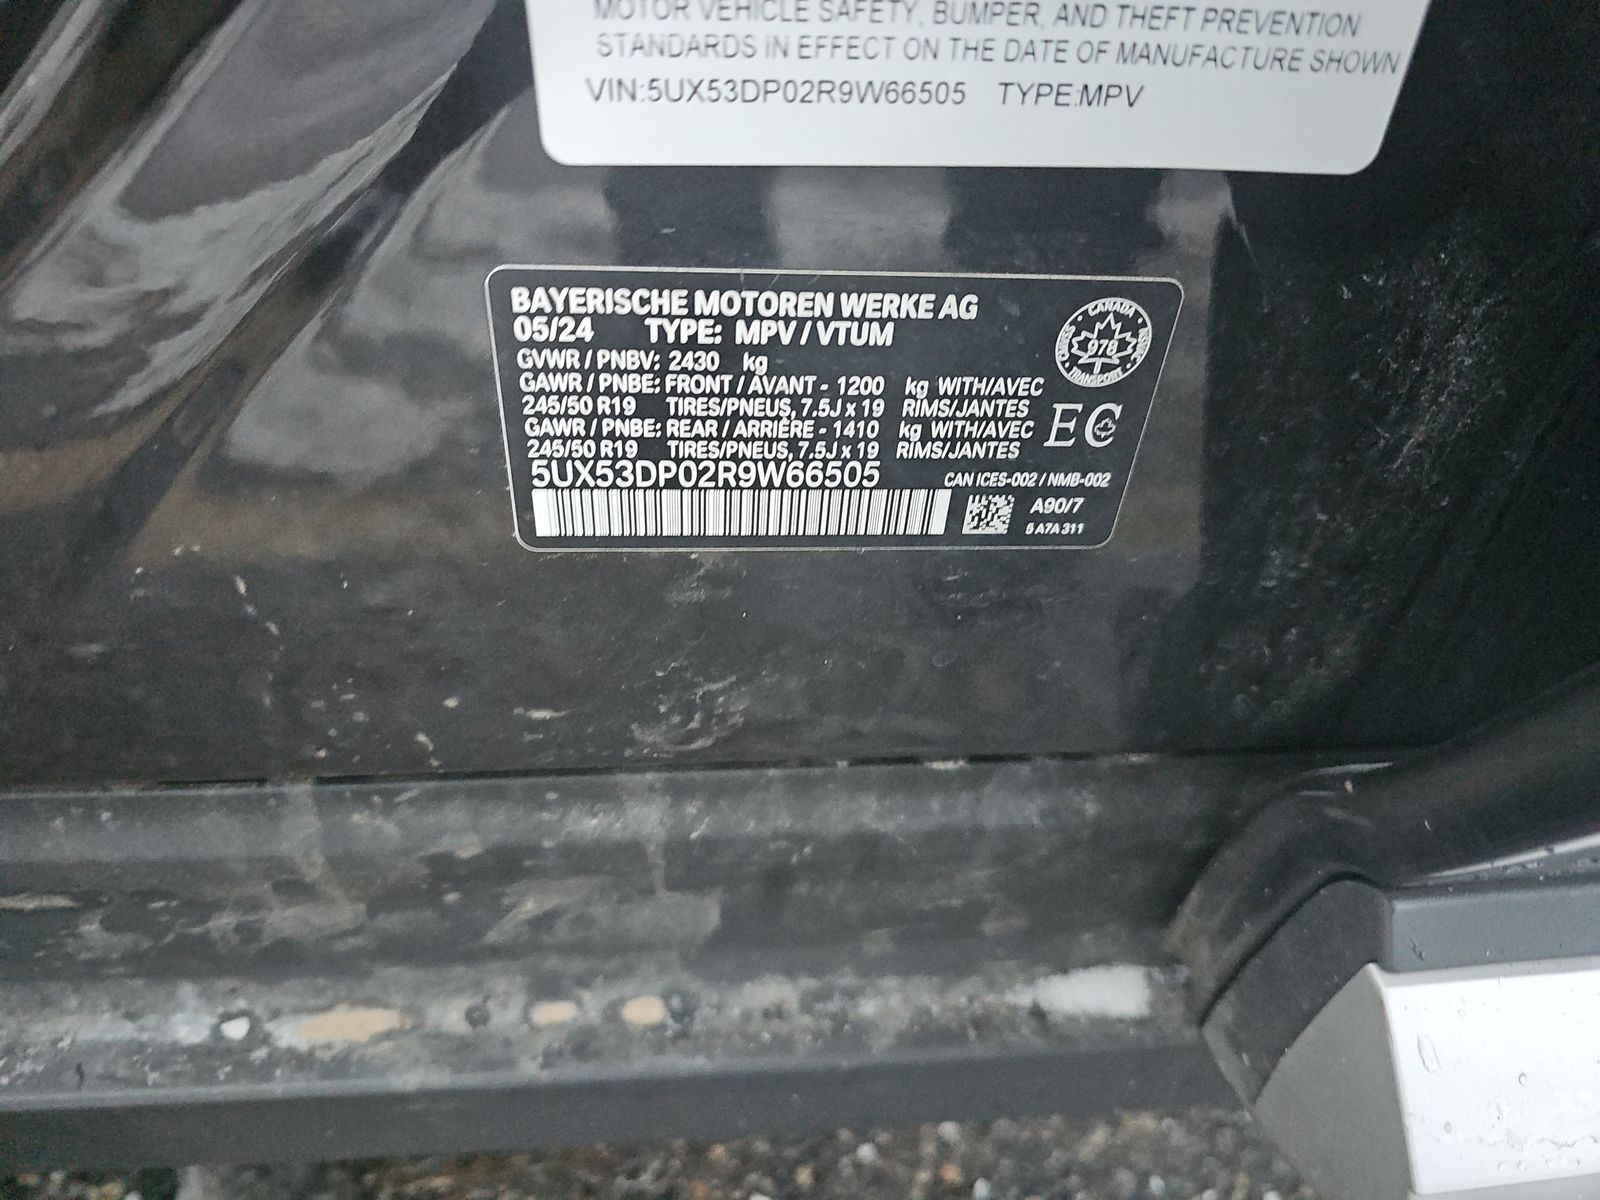 MOTOR VEHICLE SAFETY, BUMPER, AND THEFT PREVENTION
STANDARDS IN EFFECT ON THE DATE OF MANUFACTURE SHOWN
VIN:5UX53DP02R9W66505 TYPE:MPV
BAYERISCHE MOTOREN WERKE AG
05/24 TYPE: MPV / VTUM
GVWR / PNBV: 2430 kg
GAWR / PNBE: FRONT / AVANT - 1200 kg WITH/AVEC
245/50 R19 TIRES/PNEUS, 7.5J x 19 RIMS/JANTES
GAWR / PNBE: REAR / ARRIÈRE - 1410 kg WITH/AVEC
245/50 R19 TIRES/PNEUS, 7.5J x 19 RIMS/JANTES
5UX53DP02R9W66505
CAN ICES-002 / NMB-002
A90/7
5 A7A 311
CANADA
978
TRANSPORT
EC